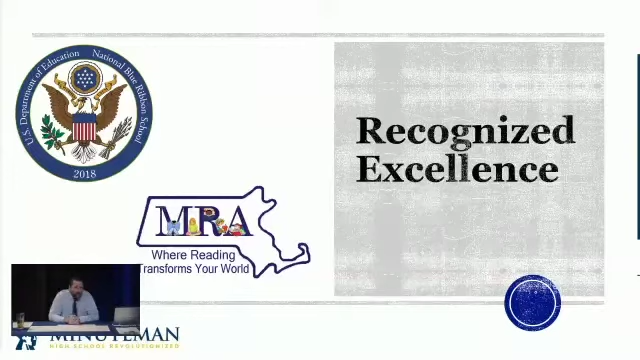 U.S. Department of Education National Blue Ribbon School
2018
MRA
Where Reading
Transforms Your World
Recognized
Excellence
MINUTEMAN
HIGH SCHOOL REVOLUTIONIZED